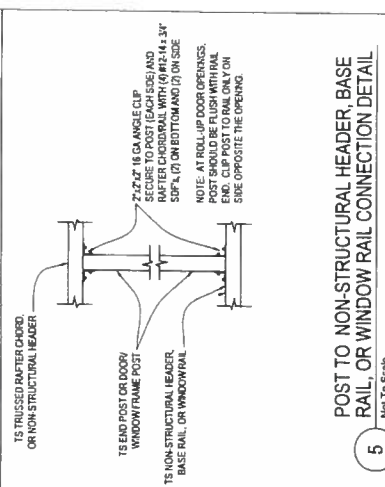 TS TRUSSED RAFTER CHORD,
OR NON-STRUCTURAL HEADER
TS END POST OR DOOR/
WINDOW FRAME POST
TS NON-STRUCTURAL HEADER,
BASE RAIL, OR WINDOW RAIL
2"x2"x2" 16 GA ANGLE CLIP
SECURE TO POST (EACH SIDE) AND
RAFTER CHORD/RAIL WITH (4) #12-14 x 3/4"
SDF's, (2) ON BOTTOM AND (2) ON SIDE
NOTE: AT ROLL-UP DOOR OPENINGS,
POST SHOULD BE FLUSH WITH RAIL
END. CLIP POST TO RAIL ONLY ON
SIDE OPPOSITE THE OPENING.
5
POST TO NON-STRUCTURAL HEADER, BASE
RAIL, OR WINDOW RAIL CONNECTION DETAIL
Not To Scale